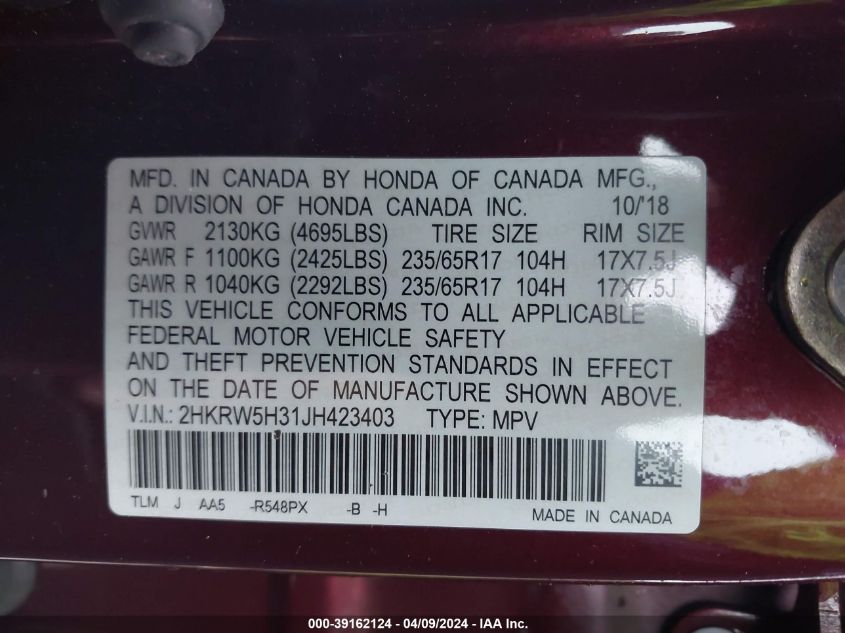 MFD. IN CANADA BY HONDA OF CANADA MFG.,
A DIVISION OF HONDA CANADA INC. 10/'18
GVWR 2130KG (4695LBS) TIRE SIZE RIM SIZE
GAWR F 1100KG (2425LBS) 235/65R17 104H 17X7.5J
GAWR R 1040KG (2292LBS) 235/65R17 104H 17X7.5J
THIS VEHICLE CONFORMS TO ALL APPLICABLE
FEDERAL MOTOR VEHICLE SAFETY
AND THEFT PREVENTION STANDARDS IN EFFECT
ON THE DATE OF MANUFACTURE SHOWN ABOVE.
V.I.N.: 2HKRW5H31JH423403 TYPE: MPV
TLM J AA5 -R548PX -B -H
MADE IN CANADA
000-39162124 - 04/09/2024 - IAA Inc.